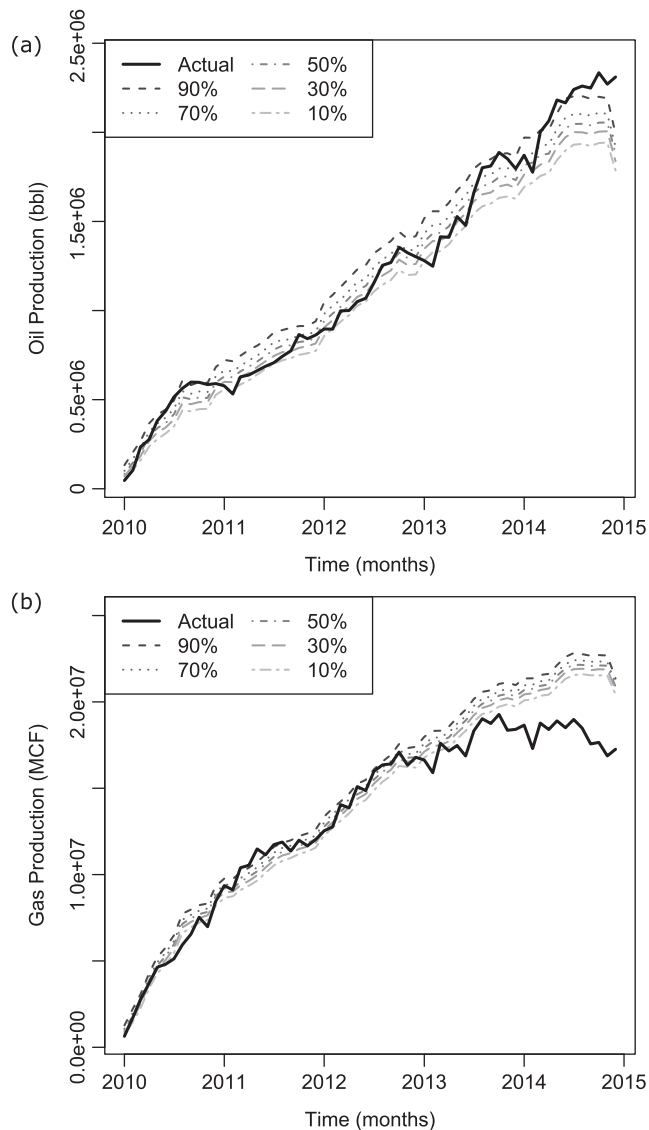 (a)
Actual
90%
70%
50%
30%
10%
2.5e+06
1.5e+06
0.5e+06
0
Oil Production (bbl)
2010 2011 2012 2013 2014 2015
Time (months)
(b)
Actual
90%
70%
50%
30%
10%
2.0e+07
1.0e+07
0.0e+00
Gas Production (MCF)
2010 2011 2012 2013 2014 2015
Time (months)